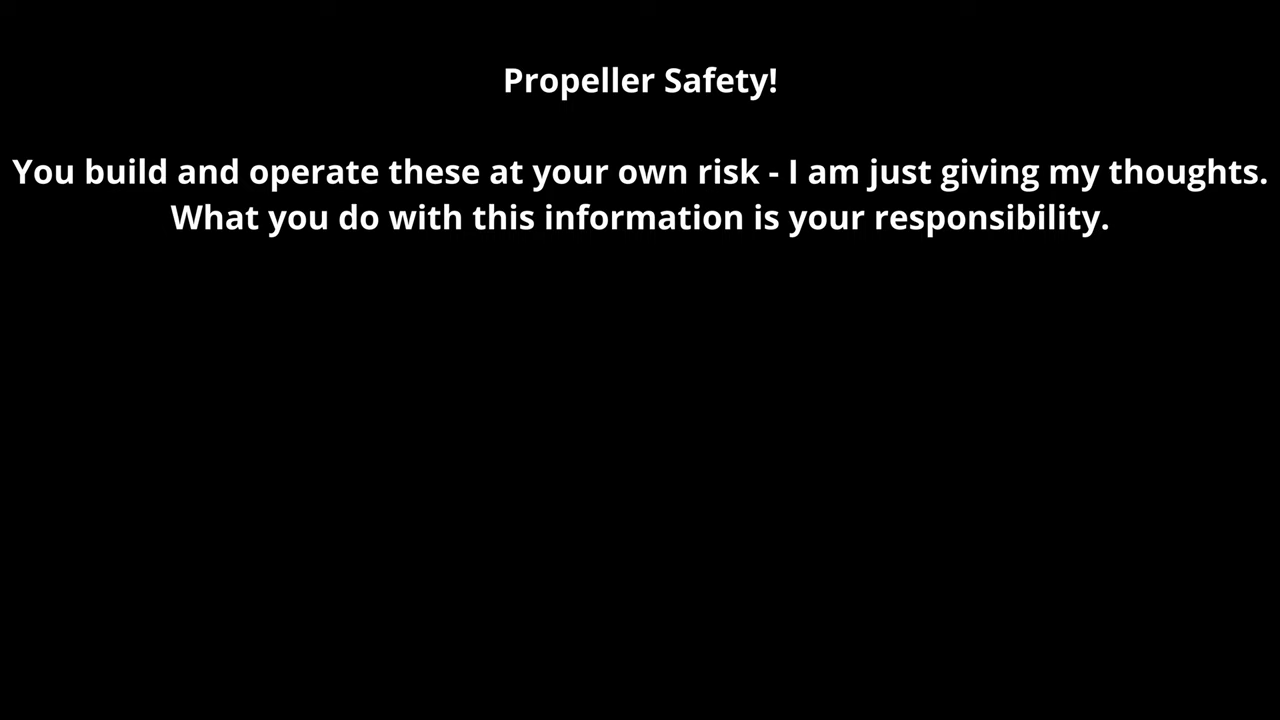 Propeller Safety!
You build and operate these at your own risk - I am just giving my thoughts.
What you do with this information is your responsibility.